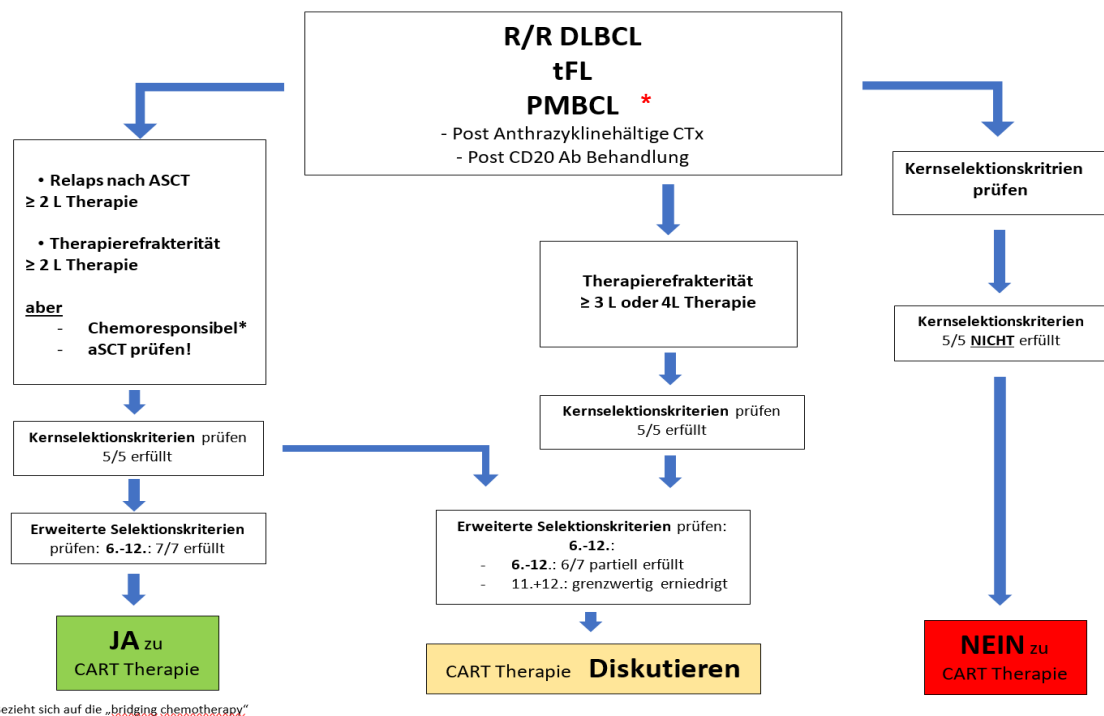 R/R DLBCL
tFL
PMBCL *
- Post Anthrazyklinehältige CTx
- Post CD20 Ab Behandlung
• Relaps nach ASCT
≥ 2 L Therapie
• Therapierefrakterität
≥ 2 L Therapie
aber
- Chemoresponsibel*
- aSCT prüfen!
Kernselektionskriterien prüfen
5/5 erfüllt
Erweiterte Selektionskriterien
prüfen: 6.-12.: 7/7 erfüllt
JA zu
CART Therapie
Therapierefrakterität
≥ 3 L oder 4L Therapie
Kernselektionskriterien prüfen
5/5 erfüllt
Erweiterte Selektionskriterien prüfen:
6.-12.:
- 6.-12.: 6/7 partiell erfüllt
- 11.+12.: grenzwertig erniedrigt
CART Therapie Diskutieren
Kernselektionskritrien
prüfen
Kernselektionskriterien
5/5 NICHT erfüllt
NEIN zu
CART Therapie
ezieht sich auf die „bridging chemotherapy"